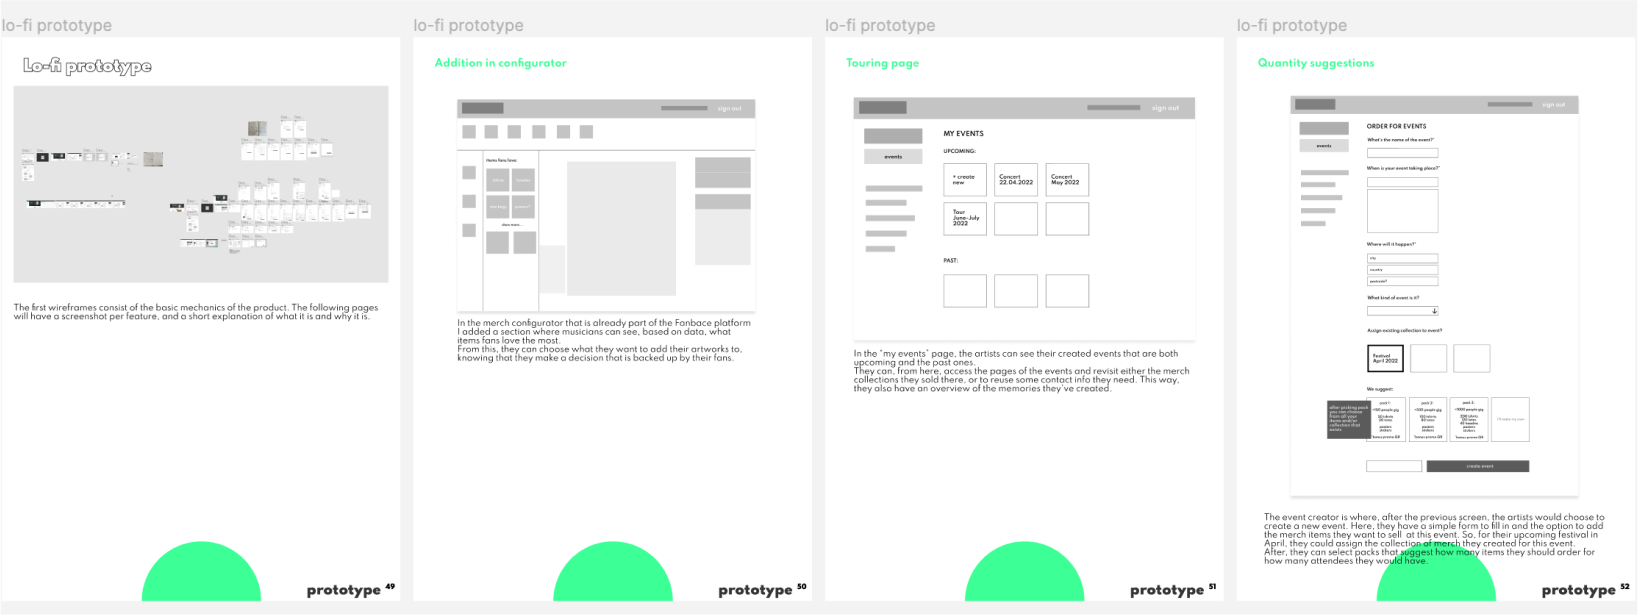 lo-fi prototype
Lo-fi prototype
The first wireframes consist of the basic mechanics of the product. The following pages
will have a screenshot per feature, and a short explanation of what it is and why it is.
prototype 49
lo-fi prototype
Addition in configurator
sign out
items fans love:
show more...
In the merch configurator that is already part of the Fanbace platform
I added a section where musicians can see, based on data, what
items fans love the most.
From this, they can choose what they want to add their artworks to,
knowing that they make a decision that is backed up by their fans.
prototype 50
lo-fi prototype
Touring page
sign out
events
MY EVENTS
UPCOMING:
+ create
new
Concert
22.04.2022
Concert
May 2022
Tour
June-July
2022
PAST:
In the "my events" page, the artists can see their created events that are both
upcoming and the past ones.
They can, from here, access the pages of the events and revisit either the merch
collections they sold there, or to reuse some contact info they need. This way,
they also have an overview of the memories they've created.
prototype 51
lo-fi prototype
Quantity suggestions
sign out
events
ORDER FOR EVENTS
What's the name of the event?*
When is your event taking place?*
Where will it happen?*
city
country
postcode?
What kind of event is it?
Assign existing collection to event?
Festival
April 2022
We suggest
after picking pack
you can choose
from all your
items and/or
collection that
exists
create event
The event creator is where, after the previous screen, the artists would choose to
create a new event. Here, they have a simple form to fill in and the option to add
the merch items they want to sell at this event. So, for their upcoming festival in
April, they could assign the collection of merch they created for this event.
After, they can select packs that suggest how many items they should order for
how many attendees they would have.
prototype 52